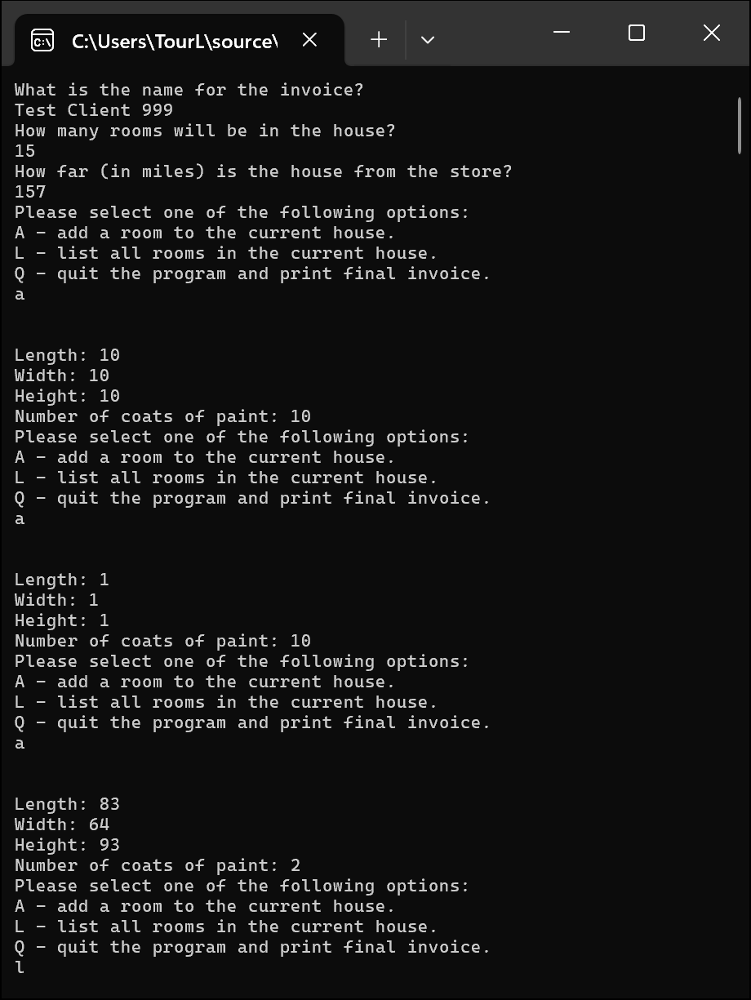 C:\Users\TourL\source\
What is the name for the invoice?
Test Client 999
How many rooms will be in the house?
15
How far (in miles) is the house from the store?
157
Please select one of the following options:
A - add a room to the current house.
L - list all rooms in the current house.
Q - quit the program and print final invoice.
a
Length: 10
Width: 10
Height: 10
Number of coats of paint: 10
Please select one of the following options:
A - add a room to the current house.
L - list all rooms in the current house.
Q - quit the program and print final invoice.
a
Length: 1
Width: 1
Height: 1
Number of coats of paint: 10
Please select one of the following options:
A - add a room to the current house.
L - list all rooms in the current house.
Q - quit the program and print final invoice.
a
Length: 83
Width: 64
Height: 93
Number of coats of paint: 2
Please select one of the following options:
A - add a room to the current house.
L - list all rooms in the current house.
Q - quit the program and print final invoice.
l